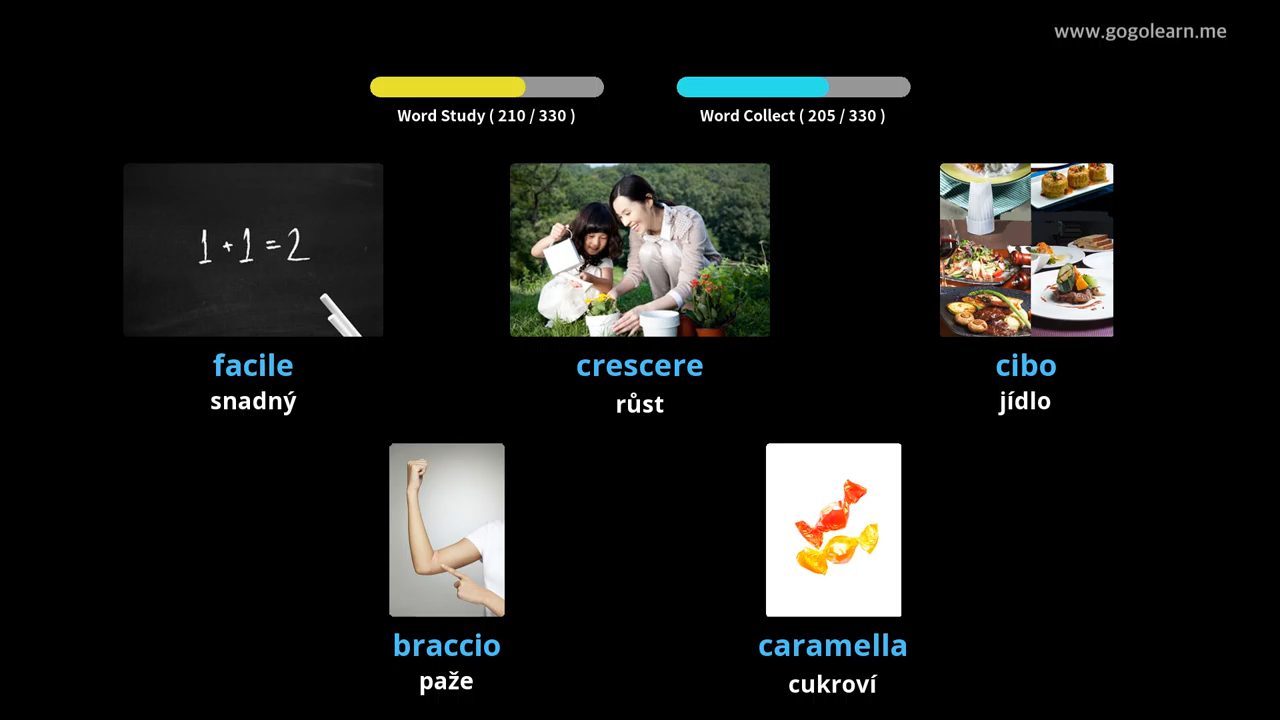 www.gogolearn.me
Word Study ( 210 / 330 )
Word Collect ( 205 / 330 )
1 + 1 = 2
facile
snadný
crescere
růst
cibo
jídlo
braccio
paže
caramella
cukroví